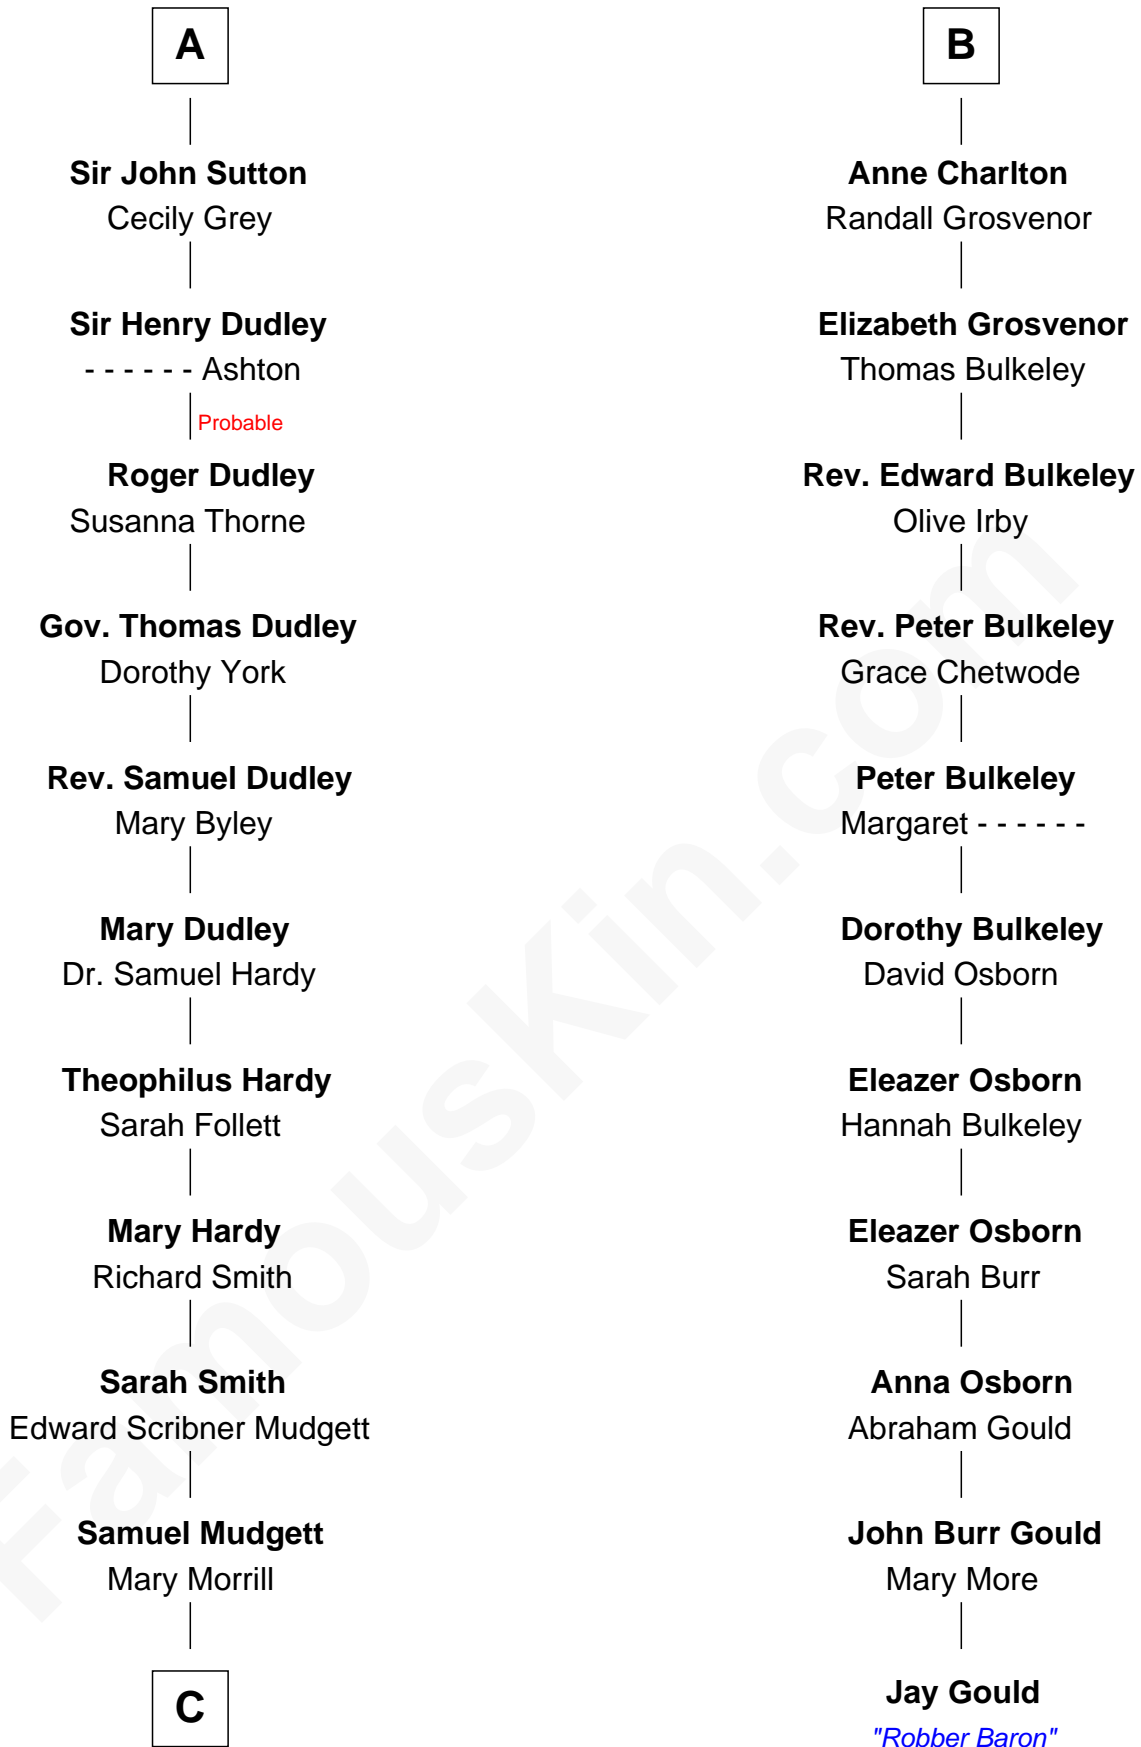 A
Sir John Sutton
Cecily Grey
Sir Henry Dudley
- - - - - - Ashton
Probable
Roger Dudley
Susanna Thorne
Gov. Thomas Dudley
Dorothy York
Rev. Samuel Dudley
Mary Byley
Mary Dudley
Dr. Samuel Hardy
Theophilus Hardy
Sarah Follett
Mary Hardy
Richard Smith
Sarah Smith
Edward Scribner Mudgett
Samuel Mudgett
Mary Morrill
C
B
Anne Charlton
Randall Grosvenor
Elizabeth Grosvenor
Thomas Bulkeley
Rev. Edward Bulkeley
Olive Irby
Rev. Peter Bulkeley
Grace Chetwode
Peter Bulkeley
Margaret - - - - - -
Dorothy Bulkeley
David Osborn
Eleazer Osborn
Hannah Bulkeley
Eleazer Osborn
Sarah Burr
Anna Osborn
Abraham Gould
John Burr Gould
Mary More
Jay Gould
"Robber Baron"
FamousKin.com